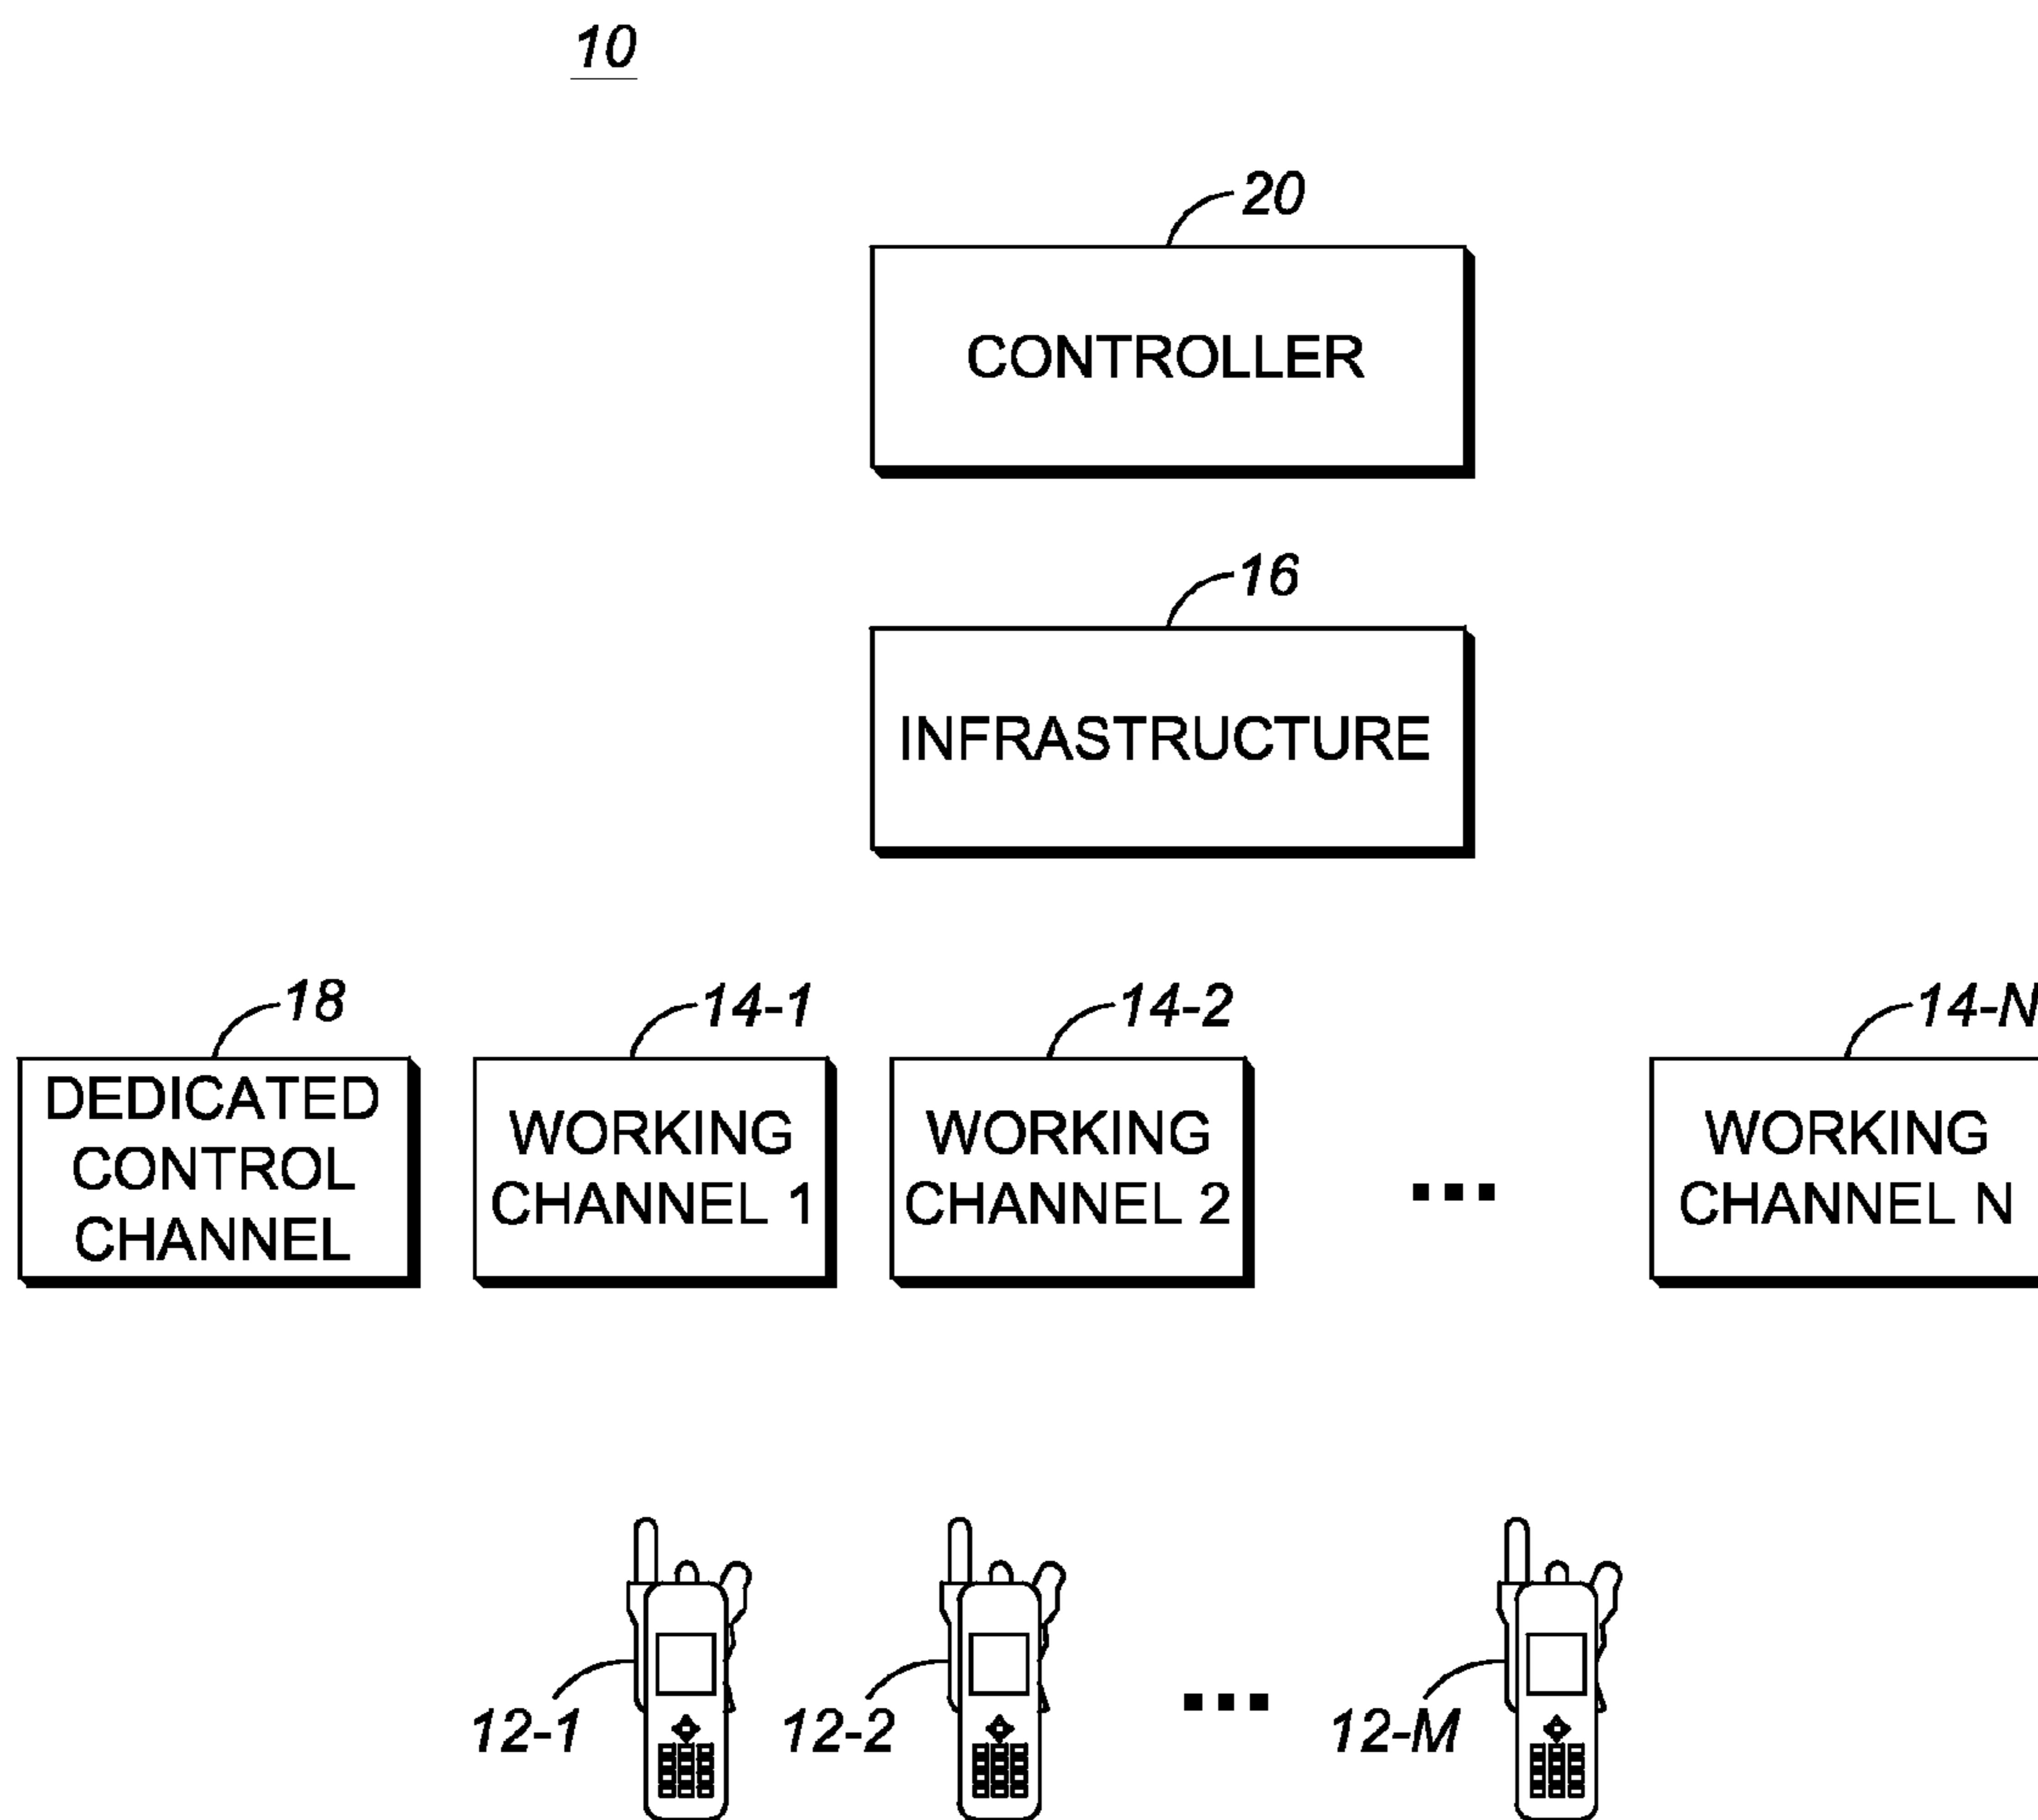 10
20
CONTROLLER
16
INFRASTRUCTURE
18
14-1
14-2
14-N
DEDICATED
CONTROL
CHANNEL
WORKING
CHANNEL 1
WORKING
CHANNEL 2
WORKING
CHANNEL N
12-1
12-2
12-M